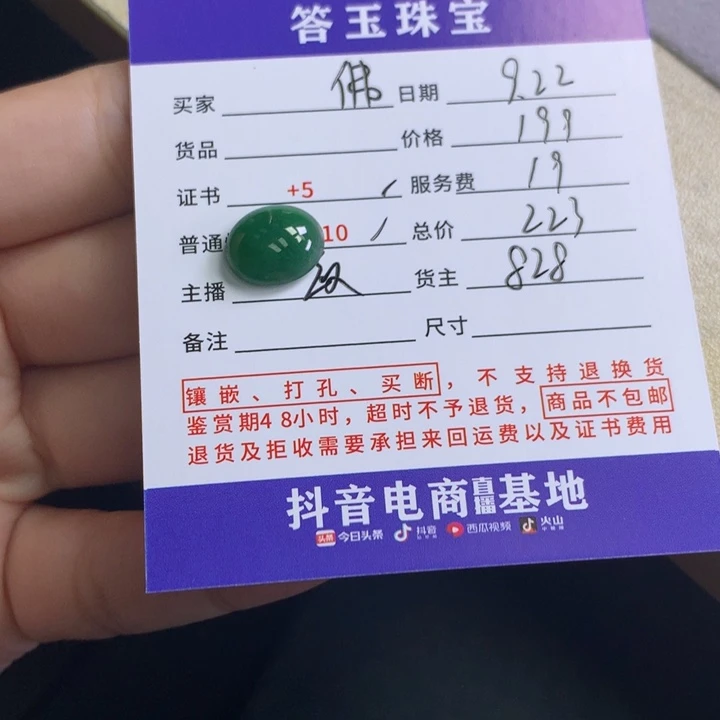 答玉珠宝
买家 佛 日期 9.22
货品 价格 199
证书 +5 服务费 19
普通 10 总价 223
主播 货主 828
备注 尺寸
镶嵌、打孔、买断，不支持退换货
鉴赏期48小时，超时不予退货，商品不包邮
退货及拒收需要承担来回运费以及证书费用
抖音电商直播基地
头条 今日头条 抖音 西瓜视频 火山